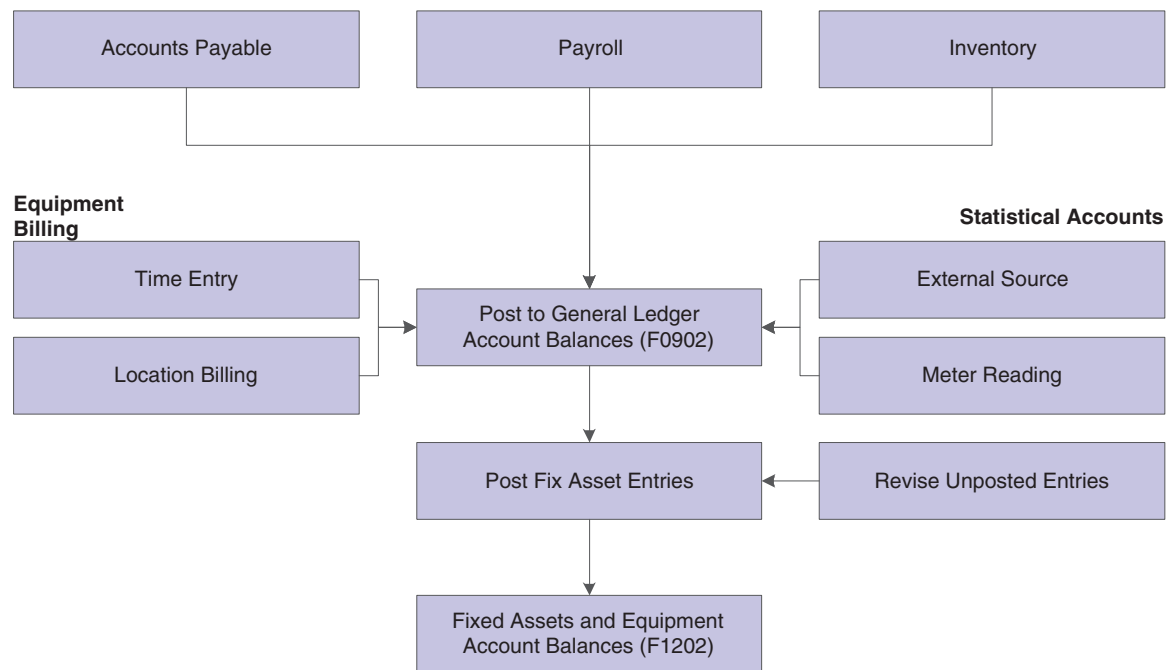 Accounts Payable
Payroll
Inventory
Equipment
Billing
Statistical Accounts
Time Entry
External Source
Post to General Ledger
Account Balances (F0902)
Location Billing
Meter Reading
Post Fix Asset Entries
Revise Unposted Entries
Fixed Assets and Equipment
Account Balances (F1202)